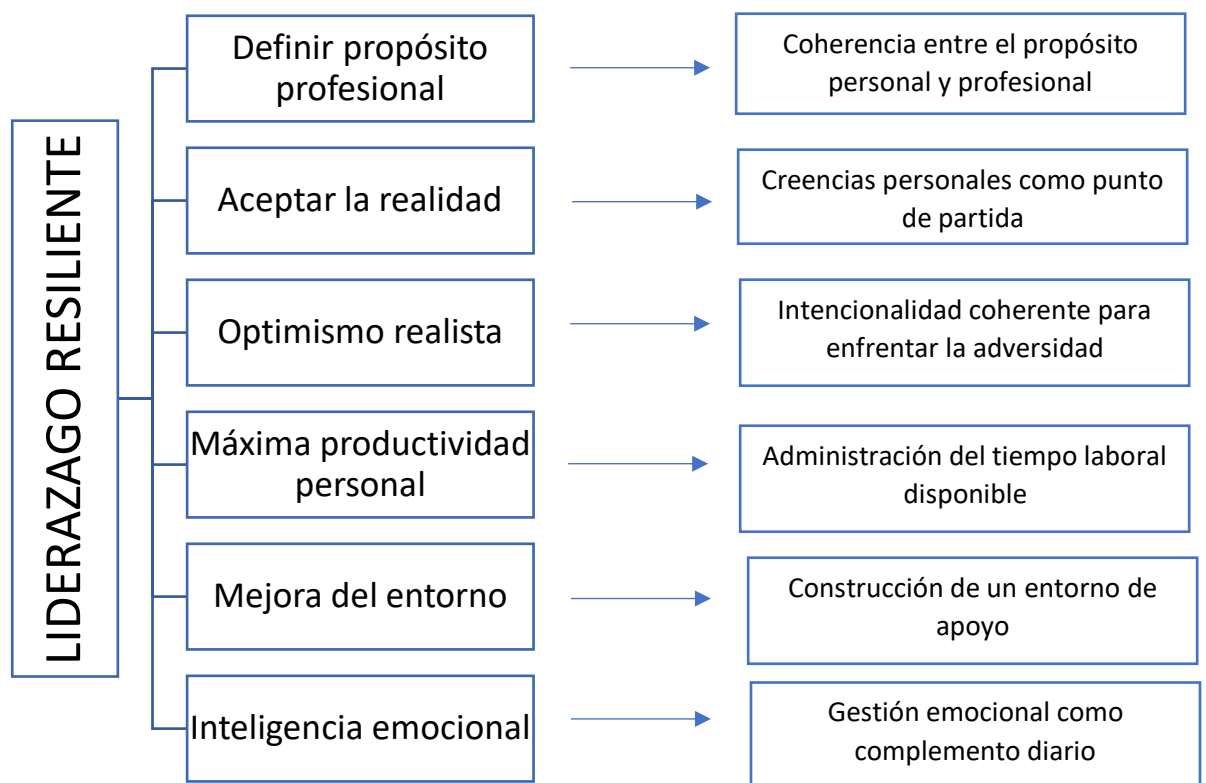 LIDERAZAGO RESILIENTE
Definir propósito
profesional
Coherencia entre el propósito
personal y profesional
Aceptar la realidad
Creencias personales como punto
de partida
Optimismo realista
Intencionalidad coherente para
enfrentar la adversidad
Máxima productividad
personal
Administración del tiempo laboral
disponible
Mejora del entorno
Construcción de un entorno de
apoyo
Inteligencia emocional
Gestión emocional como
complemento diario